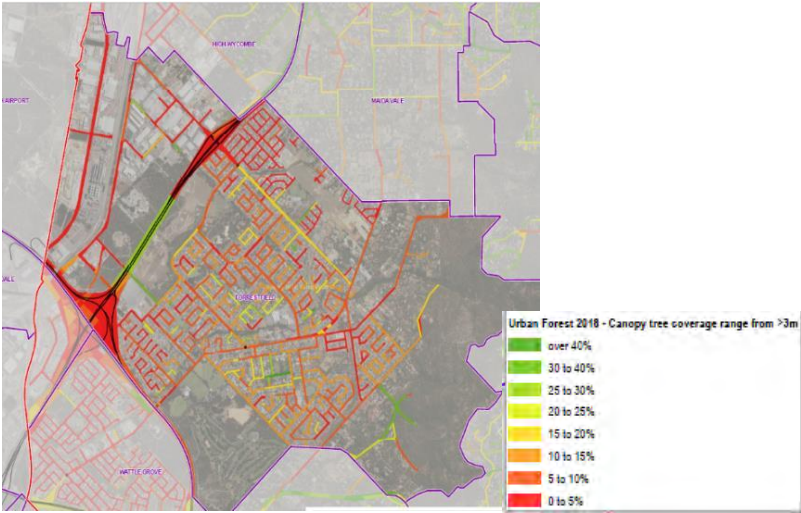 HIGH WYCOMBE
AIRPORT
MAIDA VALE
FORRESTFIELD
WATTLE GROVE
Urban Forest 2018 - Canopy tree coverage range from >3m
over 40%
30 to 40%
25 to 30%
20 to 25%
15 to 20%
10 to 15%
5 to 10%
0 to 5%